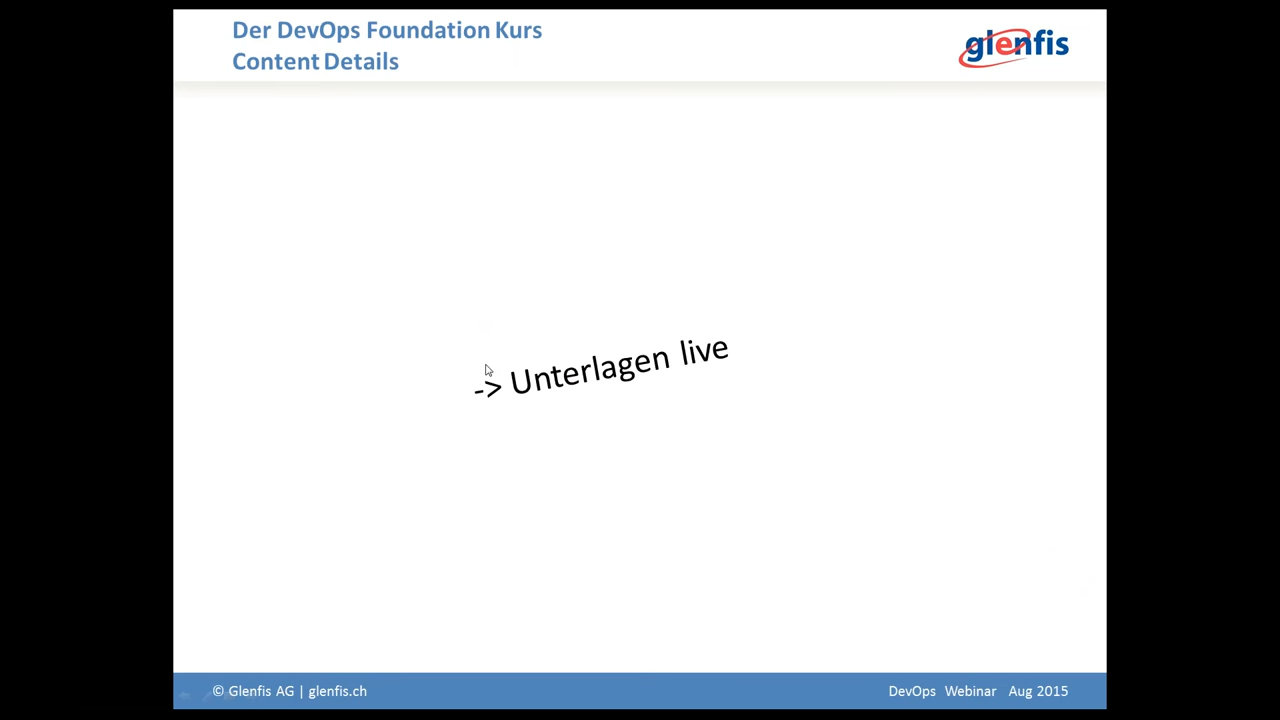 Der DevOps Foundation Kurs
Content Details
glenfis
-> Unterlagen live
© Glenfis AG | glenfis.ch
DevOps Webinar Aug 2015